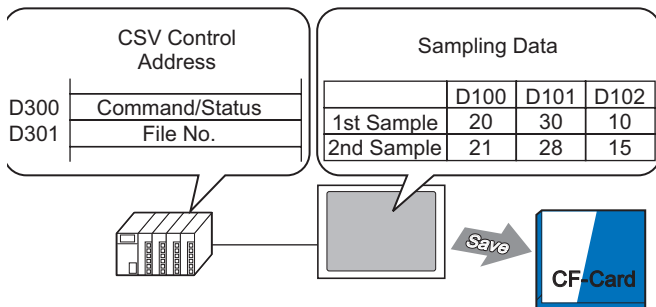 CSV Control
Address
D300 Command/Status
D301 File No.
Sampling Data
D100 D101 D102
1st Sample 20 30 10
2nd Sample 21 28 15
Save
CF-Card